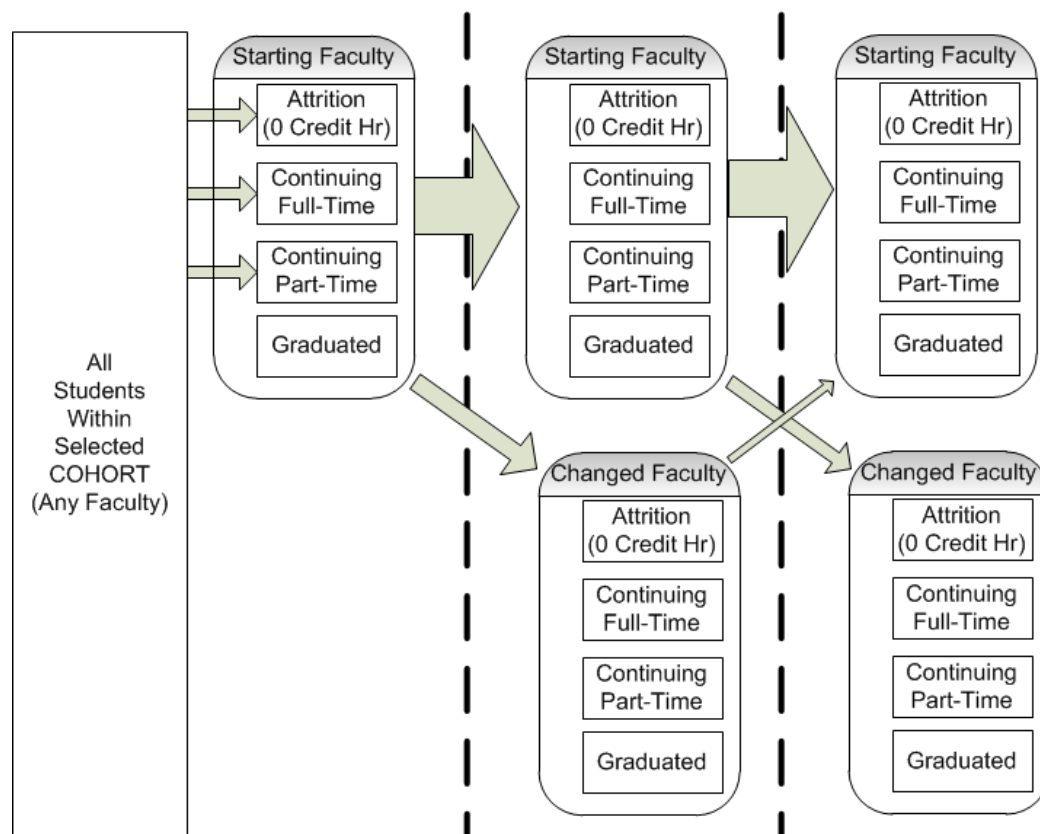 All
Students
Within
Selected
COHORT
(Any Faculty)
Starting Faculty
Attrition
(0 Credit Hr)
Continuing
Full-Time
Continuing
Part-Time
Graduated
Starting Faculty
Attrition
(0 Credit Hr)
Continuing
Full-Time
Continuing
Part-Time
Graduated
Starting Faculty
Attrition
(0 Credit Hr)
Continuing
Full-Time
Continuing
Part-Time
Graduated
Changed Faculty
Attrition
(0 Credit Hr)
Continuing
Full-Time
Continuing
Part-Time
Graduated
Changed Faculty
Attrition
(0 Credit Hr)
Continuing
Full-Time
Continuing
Part-Time
Graduated